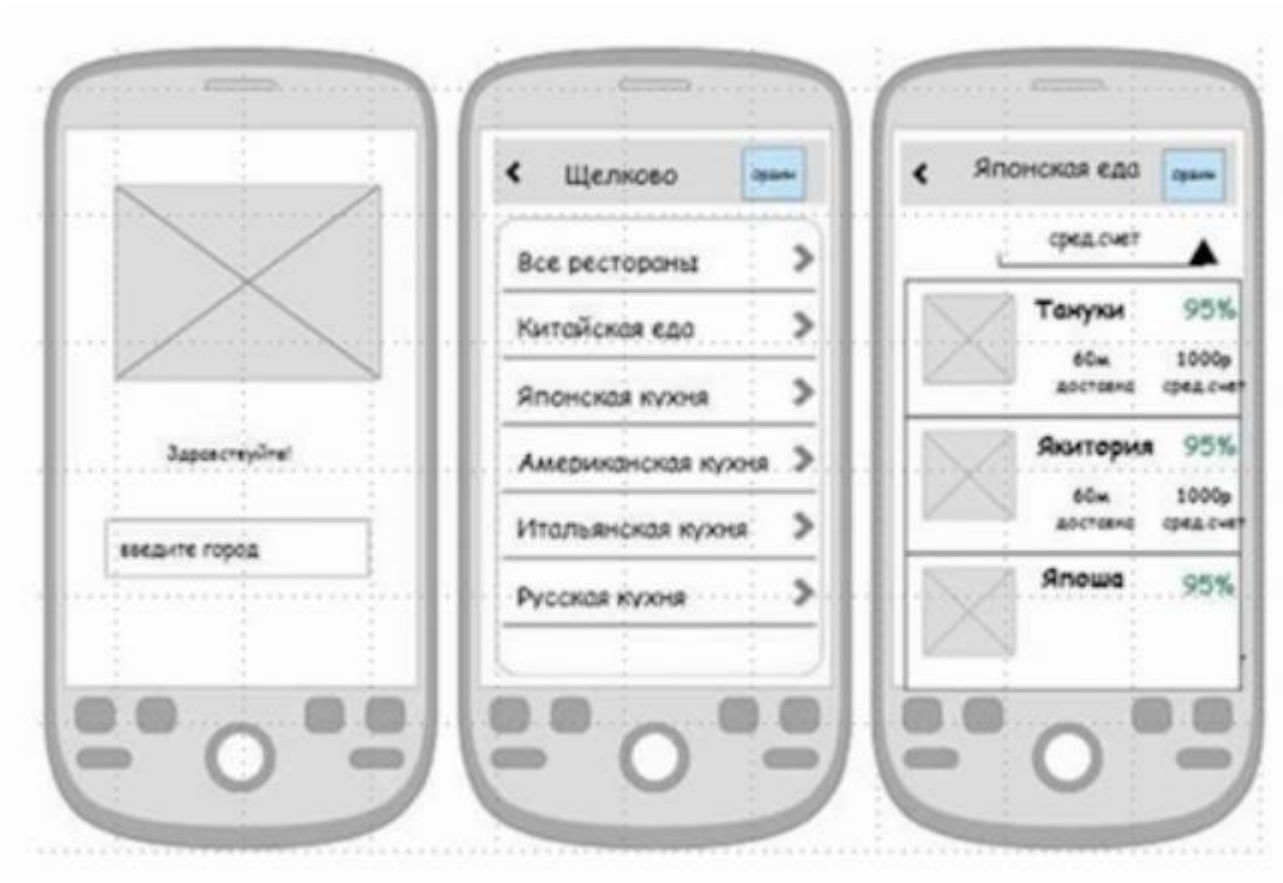 Здравствуйте!
введите город
Щелково
Все рестораны
Китайская еда
Японская кухня
Американская кухня
Итальянская кухня
Русская кухня
Японская еда
сред.счет
Тануки 95%
60м 1000р
доставка сред.счет
Якитория 95%
60м 1000р
доставка сред.счет
Япоша 95%